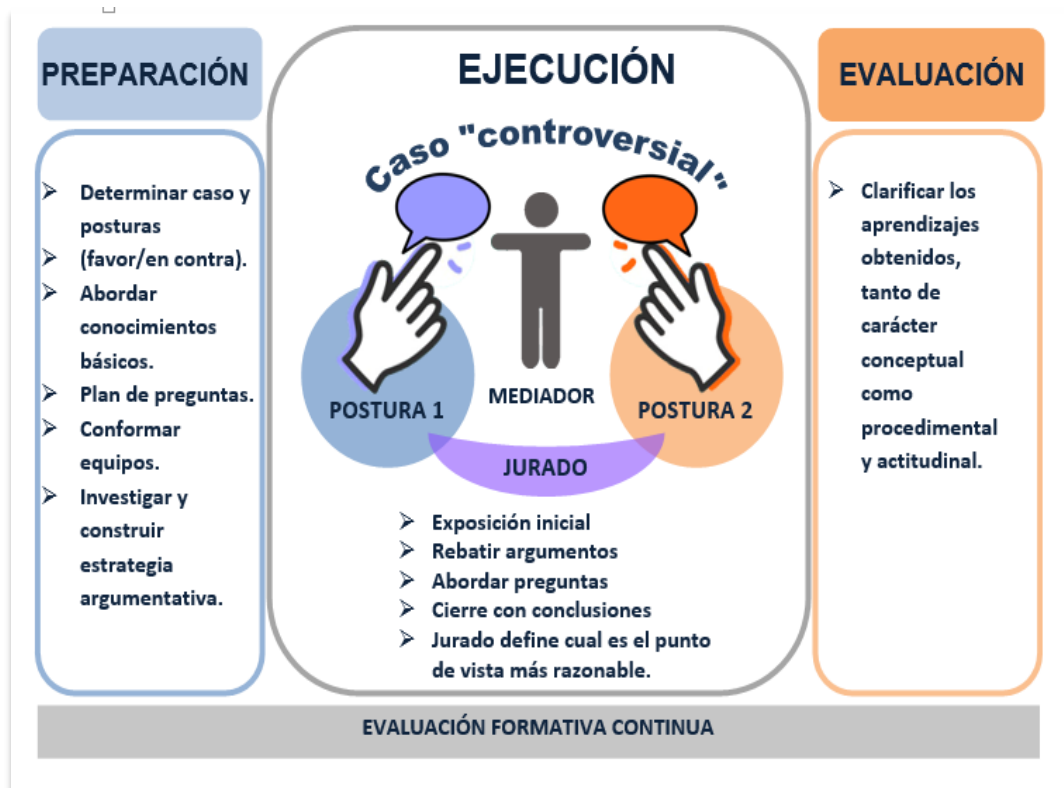 PREPARACIÓN
➢ Determinar caso y
posturas
➢ (favor/en contra).
➢ Abordar
conocimientos
básicos.
➢ Plan de preguntas.
➢ Conformar
equipos.
➢ Investigar y
construir
estrategia
argumentativa.
EJECUCIÓN
Caso "controversial"
POSTURA 1
MEDIADOR
POSTURA 2
JURADO
➢ Exposición inicial
➢ Rebatir argumentos
➢ Abordar preguntas
➢ Cierre con conclusiones
➢ Jurado define cual es el punto
de vista más razonable.
EVALUACIÓN
➢ Clarificar los
aprendizajes
obtenidos,
tanto de
carácter
conceptual
como
procedimental
y actitudinal.
EVALUACIÓN FORMATIVA CONTINUA